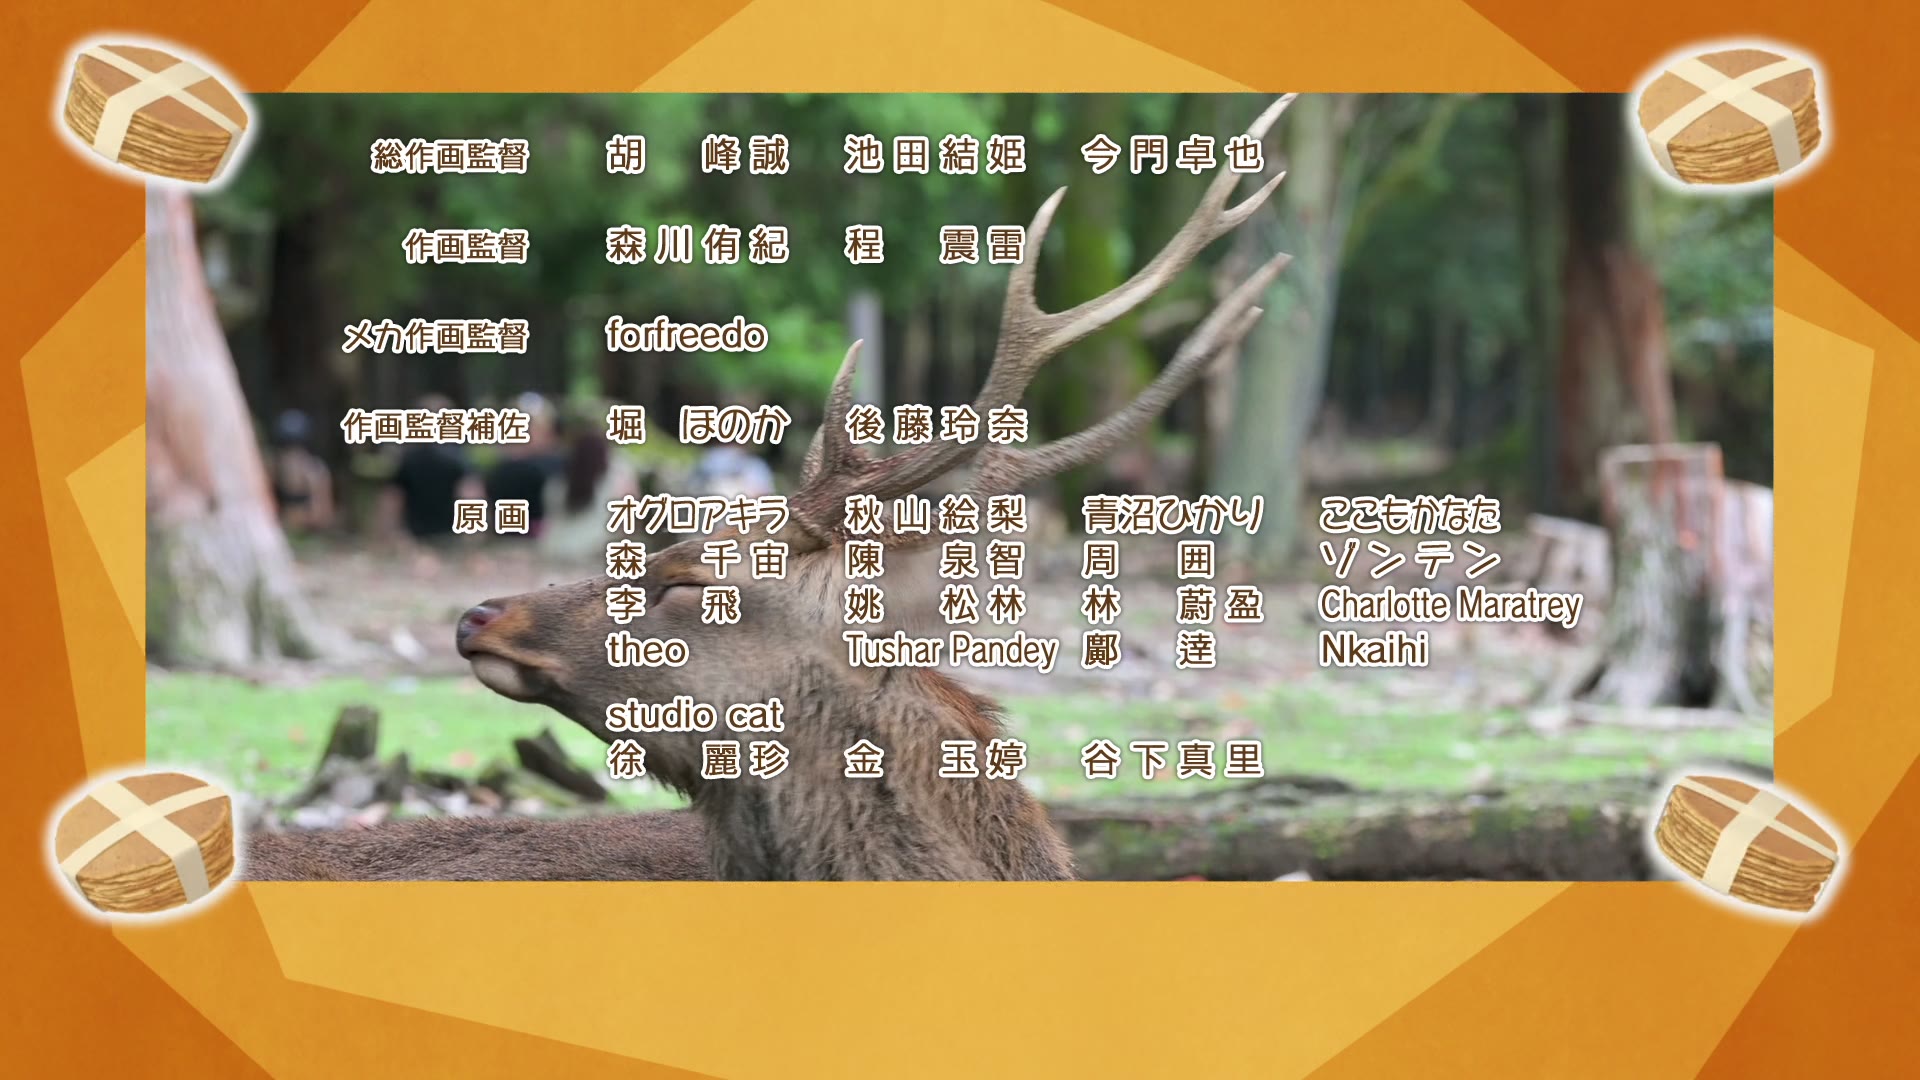 総作画監督 胡 峰誠 池田結姫 今門卓也
作画監督 森川侑紀 程 震雷
メカ作画監督 forfreedo
作画監督補佐 堀 ほのか 後藤玲奈
原画 オグロアキラ 秋山絵梨 青沼ひかり ここもかなた
森 千宙 陳 泉智 周 囲 ゾンテン
李 飛 姚 松林 林 蔚盈 Charlotte Maratrey
theo Tushar Pandey 鄺 達 Nkaihi
studio cat
徐 麗珍 金 玉婷 谷下真里